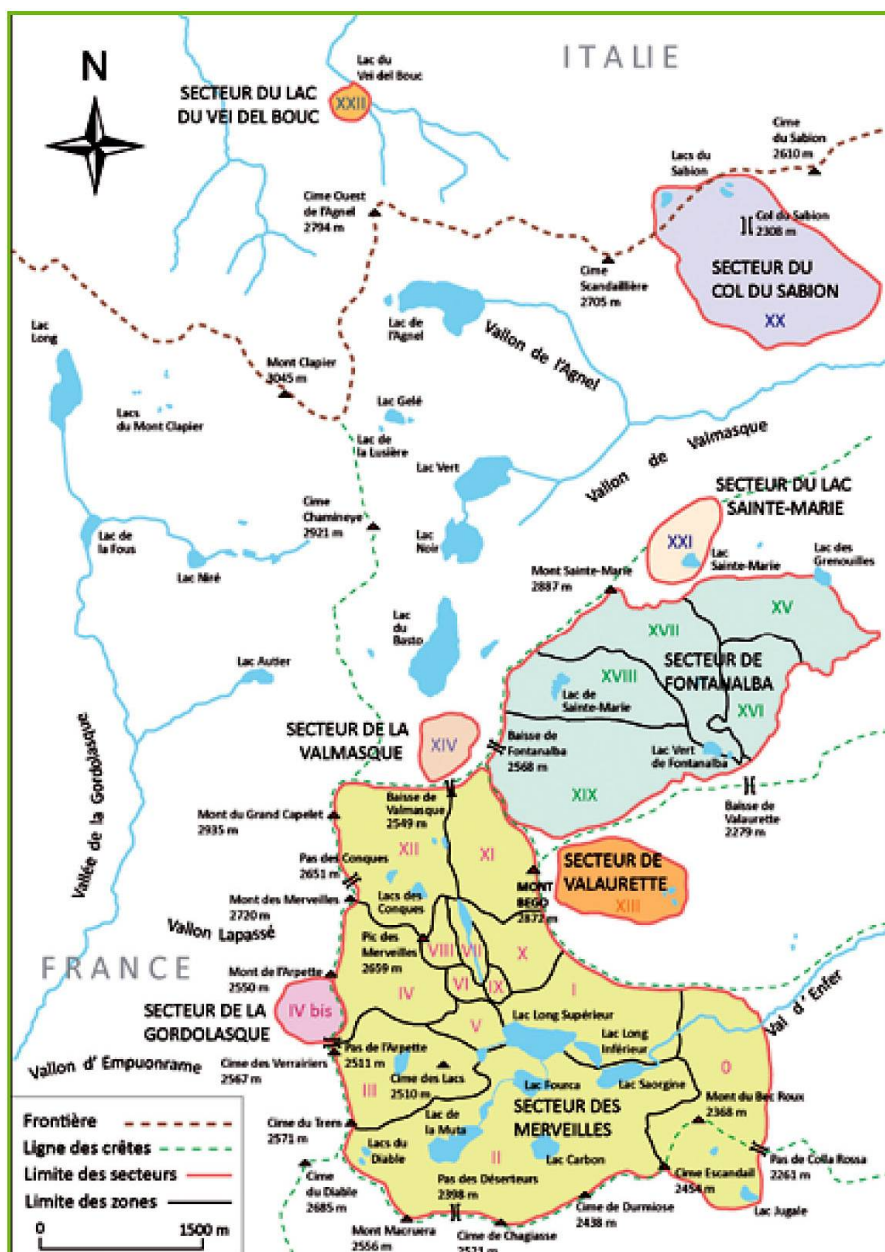 ITALIE
N
Lac du
Vei del Bouc
SECTEUR DU LAC
DU VEI DEL BOUC
XXII
Cime
du Sabion
2610 m
Lacs du
Sabion
Cime Ouest
de l'Agnel
2794 m
Col du Sabion
2308 m
SECTEUR DU
COL DU SABION
XX
Cime
Scandaillière
2705 m
Lac
Long
Lac de
l'Agnel
Vallon de l'Agnel
Mont Clapier
3045 m
Lacs
du Mont Clapier
Lac Gelé
Lac de
la Lusière
Lac Vert
Vallon de Valmasque
SECTEUR DU LAC
SAINTE-MARIE
Cime
Chamineye
2921 m
Lac de
la Fous
Lac
Noir
XXI
Lac
Sainte-Marie
Lac des
Grenouilles
Lac Niré
Mont Sainte-Marie
2887 m
XV
XVII
Lac
du
Basto
SECTEUR DE
FONTANALBA
XVIII
Lac Autier
Lac de
Sainte-Marie
XVI
SECTEUR DE LA
VALMASQUE
XIV
Baisse de
Fontanalba
2568 m
Lac Vert
de Fontanalba
Vallée de la Gordolasque
XIX
Baisse de
Valmasque
2549 m
Baisse de
Valaurette
2279 m
Mont du Grand Capelet
2935 m
XII
XI
Pas des Conques
2651 m
SECTEUR DE
VALAURETTE
XIII
Lacs des
Conques
MONT
BEGO
2872 m
Mont des Merveilles
2720 m
Vallon Lapassé
Pic des
Merveilles
2659 m
VIII
VII
X
FRANCE
Mont de l'Arpette
2550 m
IV
VI
IX
I
SECTEUR DE LA
GORDOLASQUE
IV bis
V
Lac Long Supérieur
Val d'Enfer
Lac Long
Inférieur
Vallon d'Empuonrame
Pas de l'Arpette
2511 m
Cime des Verrairiers
2567 m
0
III
Cime des Lacs
2510 m
Lac Fourca
Lac Saorgine
Mont du Bec Roux
2368 m
Lac de
la Muta
SECTEUR DES
MERVEILLES
Cime du Trem
2571 m
Lacs du
Diable
II
Lac Carbon
Pas de Colla Rossa
2261 m
Cime
du Diable
2685 m
Pas des Déserteurs
2398 m
Cime Escandail
2454 m
Lac Jugale
Cime de Durmiose
2438 m
Mont Macruera
2556 m
Cime de Chagiasse
2521 m
Frontière
Ligne des crêtes
Limite des secteurs
Limite des zones
0 1500 m